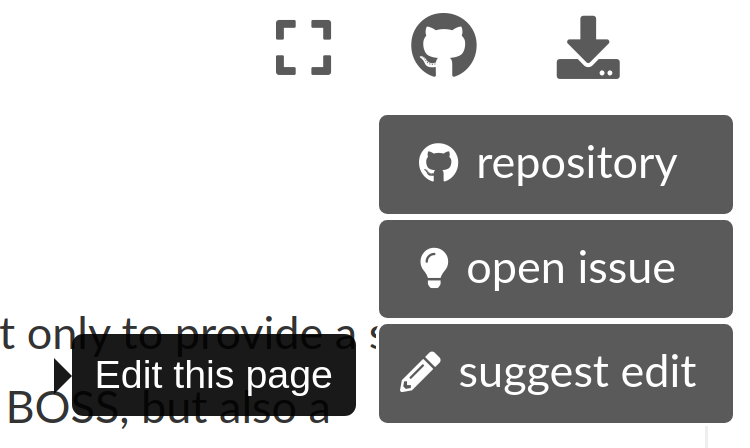 repository
open issue
t only to provide a s
suggest edit
Edit this page
BOSS, but also a